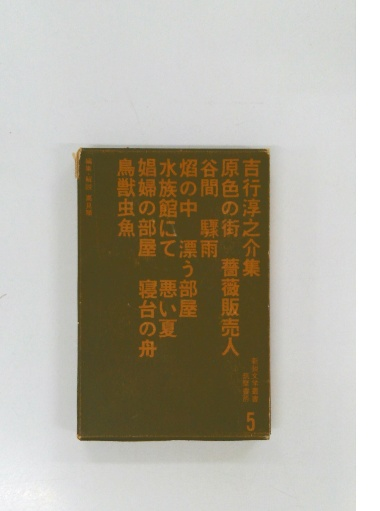 吉行淳之介集
原色の街　薔薇販売人
谷間　驟雨
焰の中　漂う部屋
水族館にて　悪い夏
娼婦の部屋　寝台の舟
鳥獣虫魚
5